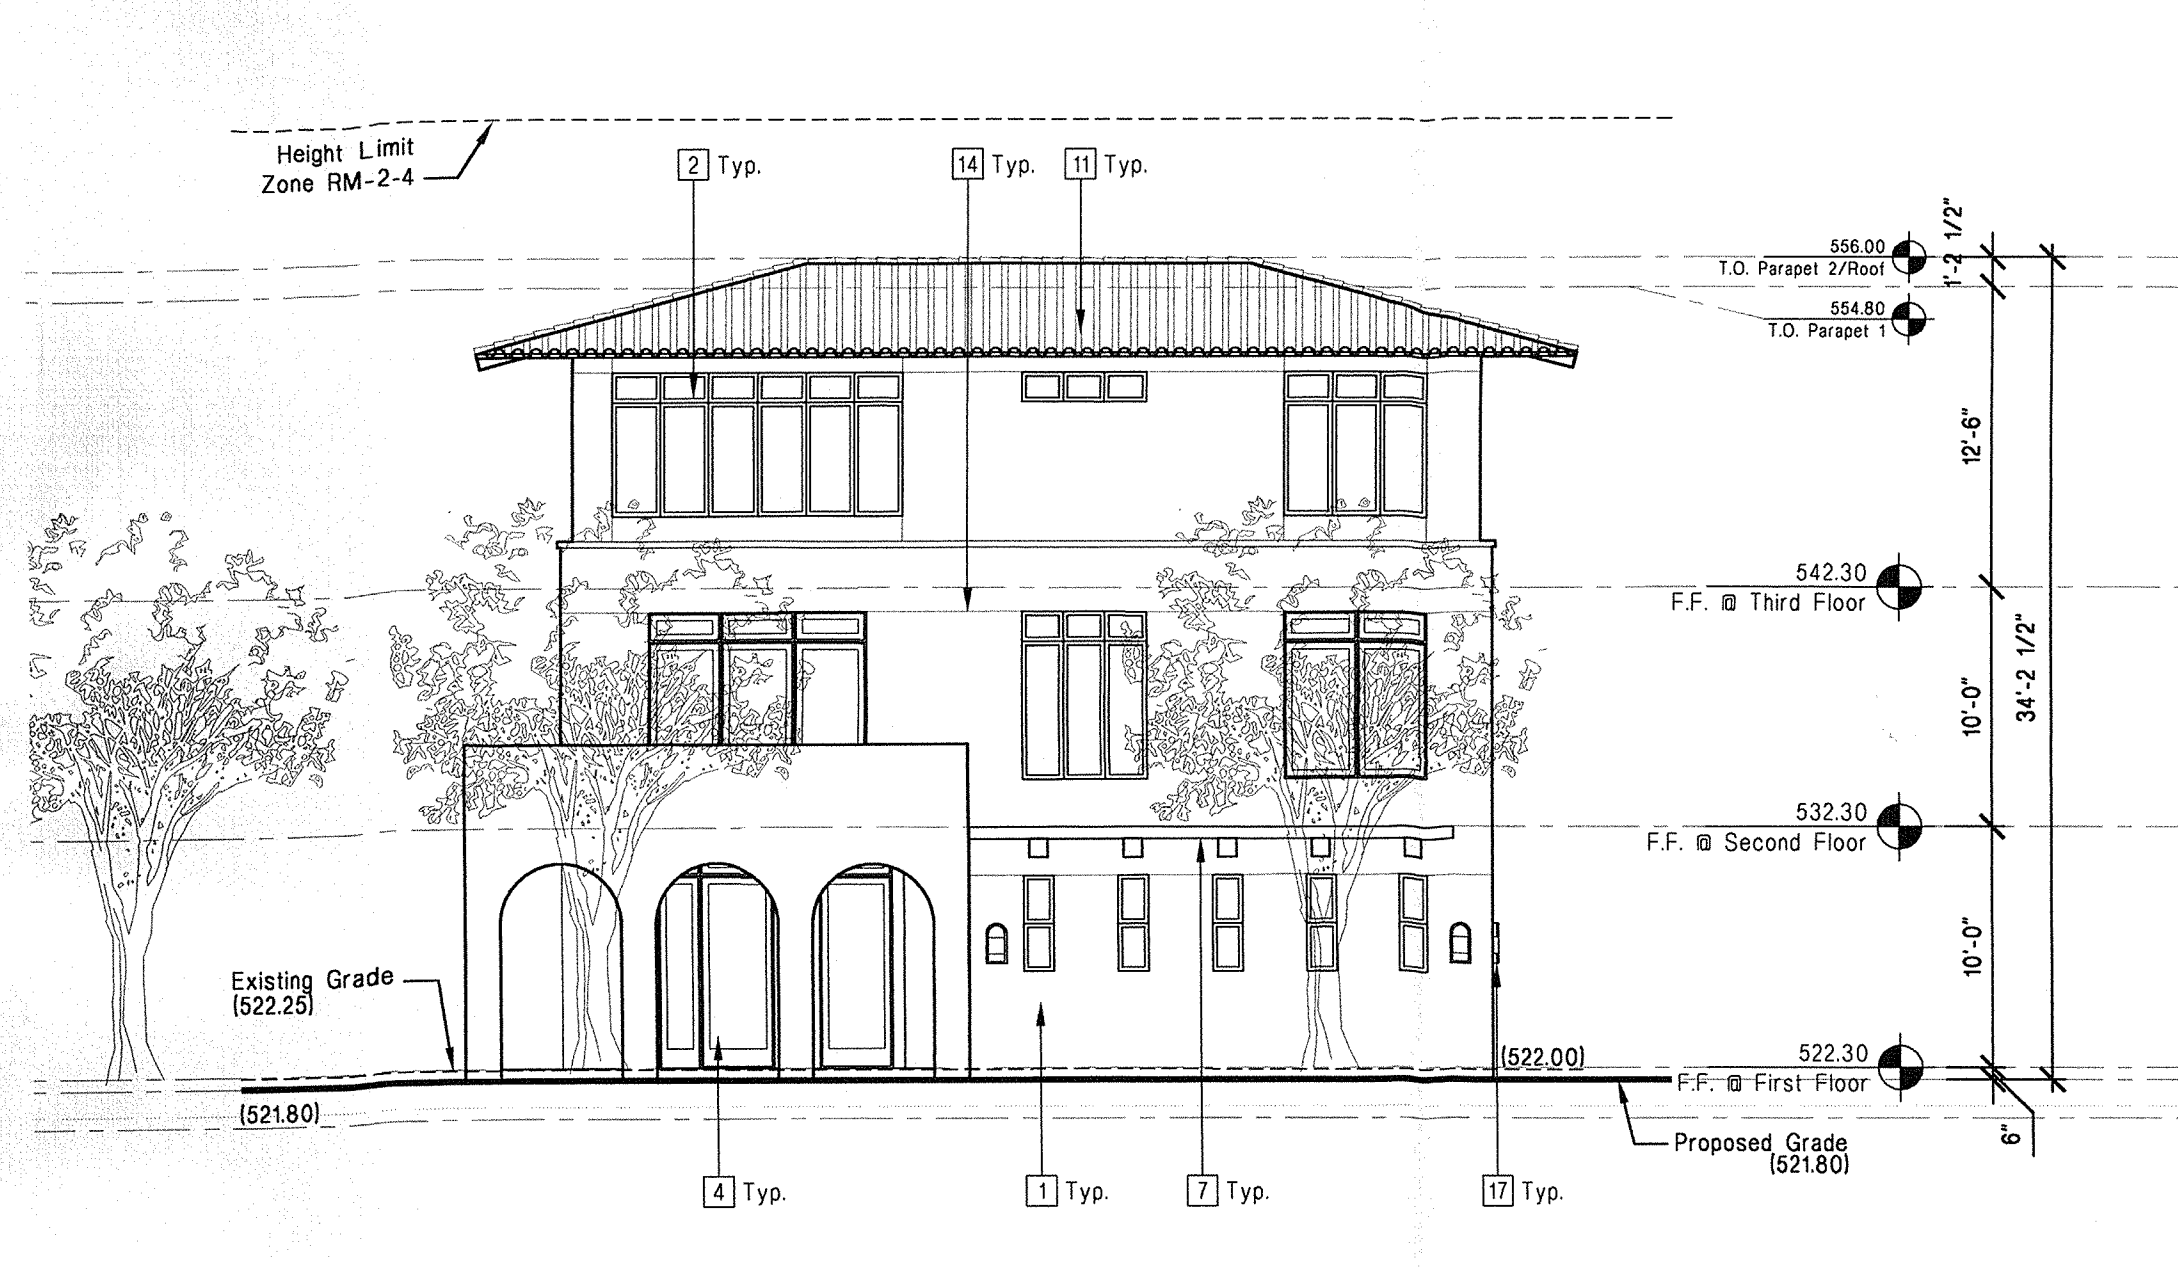 Height Limit
Zone RM-2-4
2 Typ.
14 Typ.
11 Typ.
556.00
T.O. Parapet 2/Roof
554.80
T.O. Parapet 1
1'-2 1/2"
12'-6"
542.30
F.F. @ Third Floor
10'-0"
34'-2 1/2"
532.30
F.F. @ Second Floor
10'-0"
Existing Grade
(522.25)
(522.00)
522.30
F.F. @ First Floor
(521.80)
6"
Proposed Grade
(521.80)
4 Typ.
1 Typ.
7 Typ.
17 Typ.